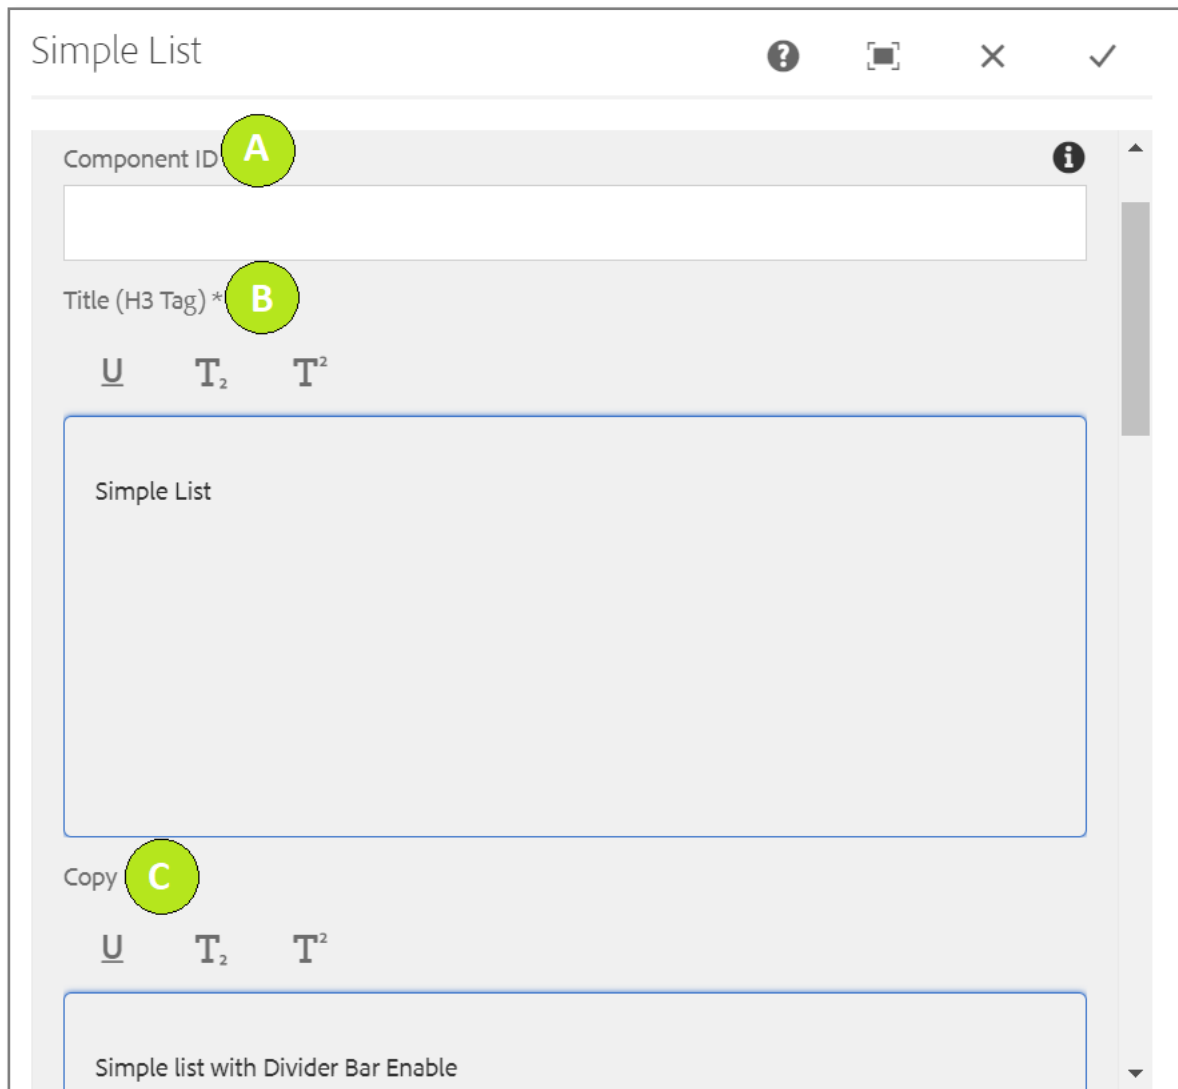 Simple List
Component ID A
Title (H3 Tag) * B
U T₂ T²
Simple List
Copy C
U T₂ T²
Simple list with Divider Bar Enable